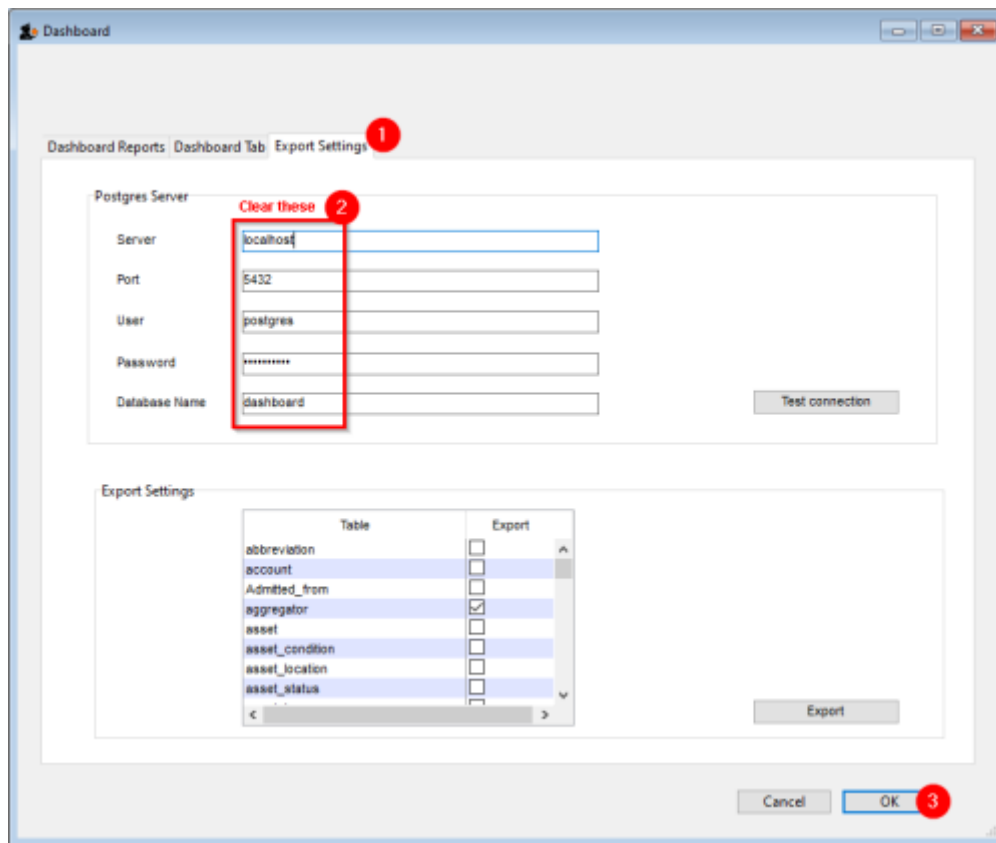 Dashboard
Dashboard Reports Dashboard Tab Export Settings 1
Postgres Server
Clear these 2
Server localhost
Port 5432
User postgres
Password ••••••••••
Database Name dashboard
Test connection
Export Settings
Table Export
abbreviation
account
Admitted_from
aggregator
asset
asset_condition
asset_location
asset_status
Export
Cancel OK 3